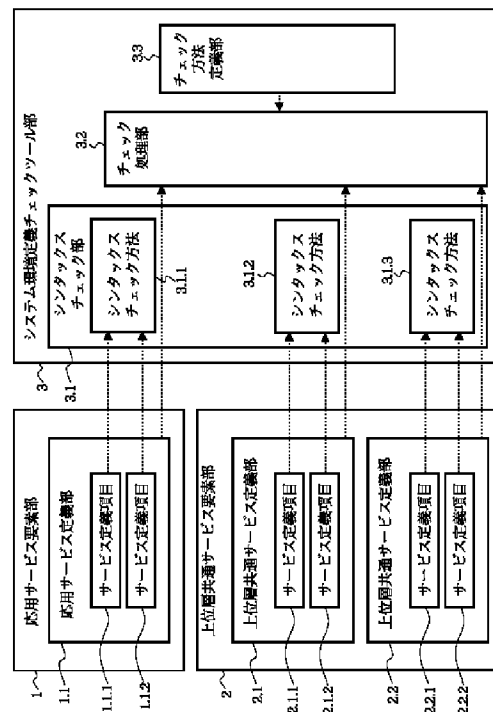 1
応用サービス要素部
1.1
応用サービス定義部
1.1.1
サービス定義項目
1.1.2
サービス定義項目
2
上位層共通サービス要素部
2.1
上位層共通サービス定義部
2.1.1
サービス定義項目
2.1.2
サービス定義項目
2.2
上位層共通サービス定義部
2.2.1
サービス定義項目
2.2.2
サービス定義項目
3
システム環境定義チェックツール部
3.1
シンタックス
チェック部
シンタックス
チェック方法
3.1.1
シンタックス
チェック方法
3.1.2
シンタックス
チェック方法
3.1.3
3.2
チェック
処理部
3.3
チェック
方法
定義部